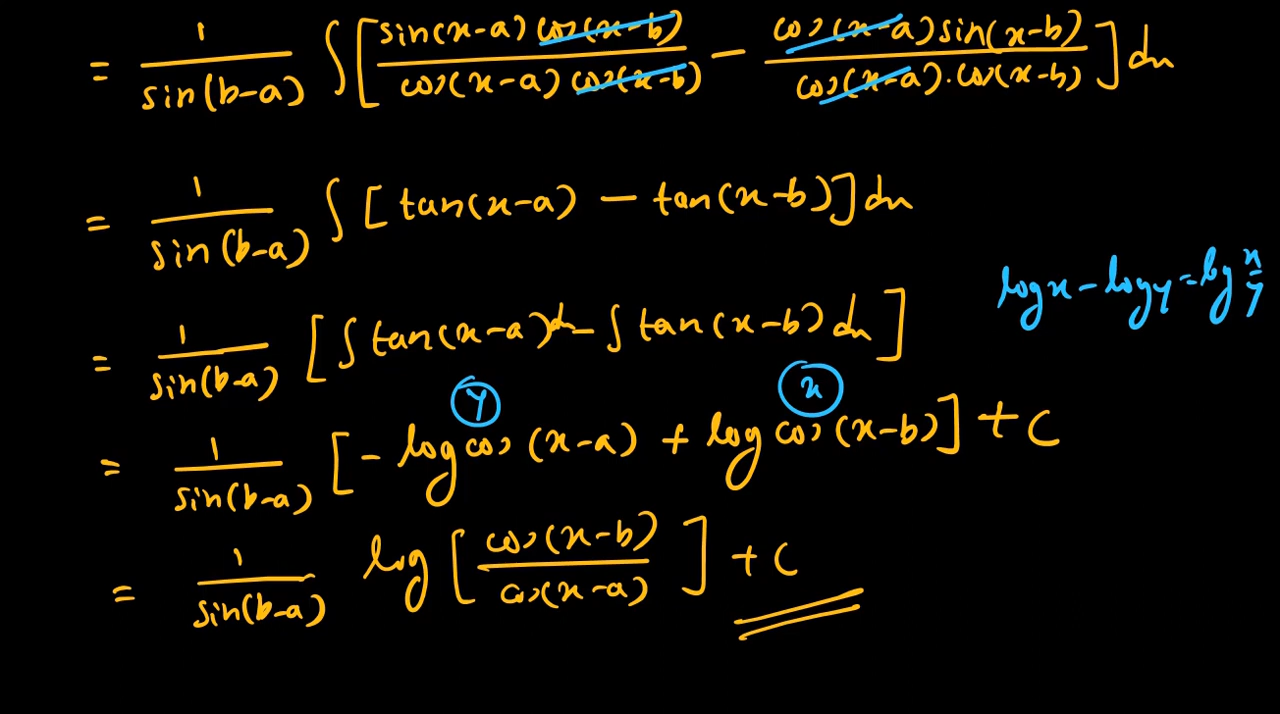 = 1/sin(b-a) ∫[sin(x-a) cos(x-b)/cos(x-a) cos(x-b) - cos(x-a) sin(x-b)/cos(x-a).cos(x-b)] dx
= 1/sin(b-a) ∫[tan(x-a) - tan(x-b)] dx
log x - log y = log x/y
= 1/sin(b-a) [∫tan(x-a) dx - ∫tan(x-b) dx]
y x
= 1/sin(b-a) [-log cos(x-a) + log cos(x-b)] + C
= 1/sin(b-a) log [cos(x-b)/cos(x-a)] + C